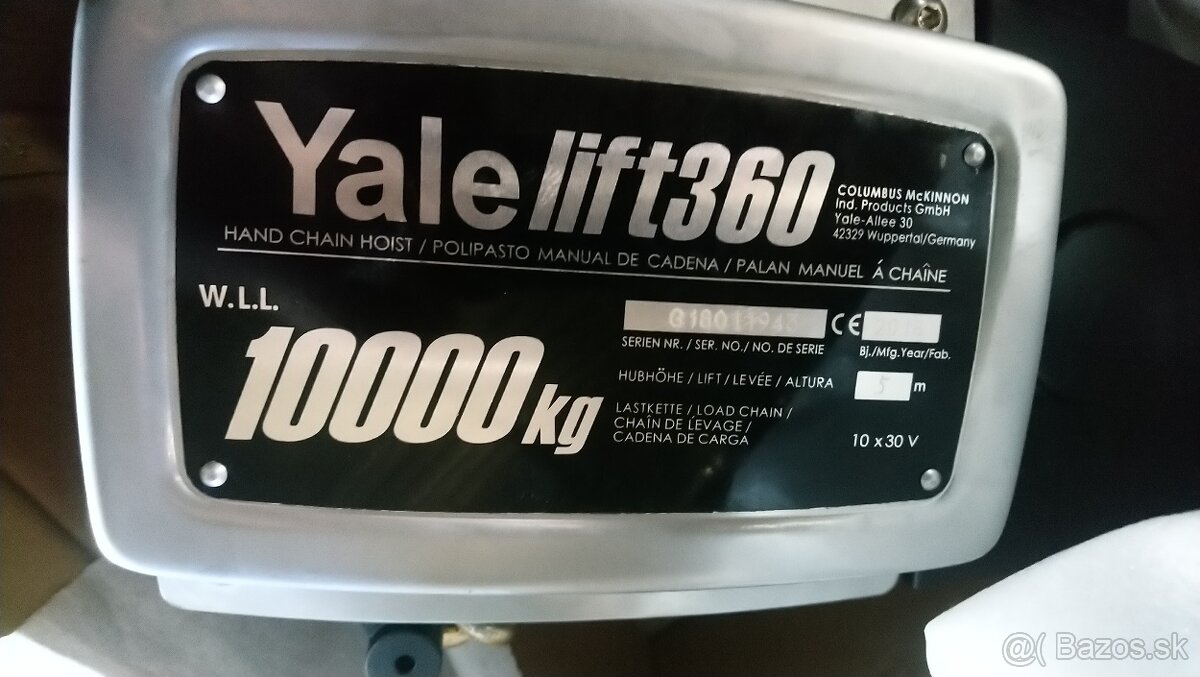 Yale lift360
COLUMBUS McKINNON
Ind. Products GmbH
Yale-Allee 30
42329 Wuppertal/Germany
HAND CHAIN HOIST / POLIPASTO MANUAL DE CADENA / PALAN MANUEL Á CHAÎNE
W.L.L.
10000 kg
CE
SERIEN NR. / SER. NO./ NO. DE SERIE
Bj./Mfg.Year/Fab.
HUBHÖHE / LIFT / LEVÉE / ALTURA 5 m
LASTKETTE / LOAD CHAIN /
CHAÎN DE LEVAGE /
CADENA DE CARGA
10 x 30 V
@( Bazos.sk